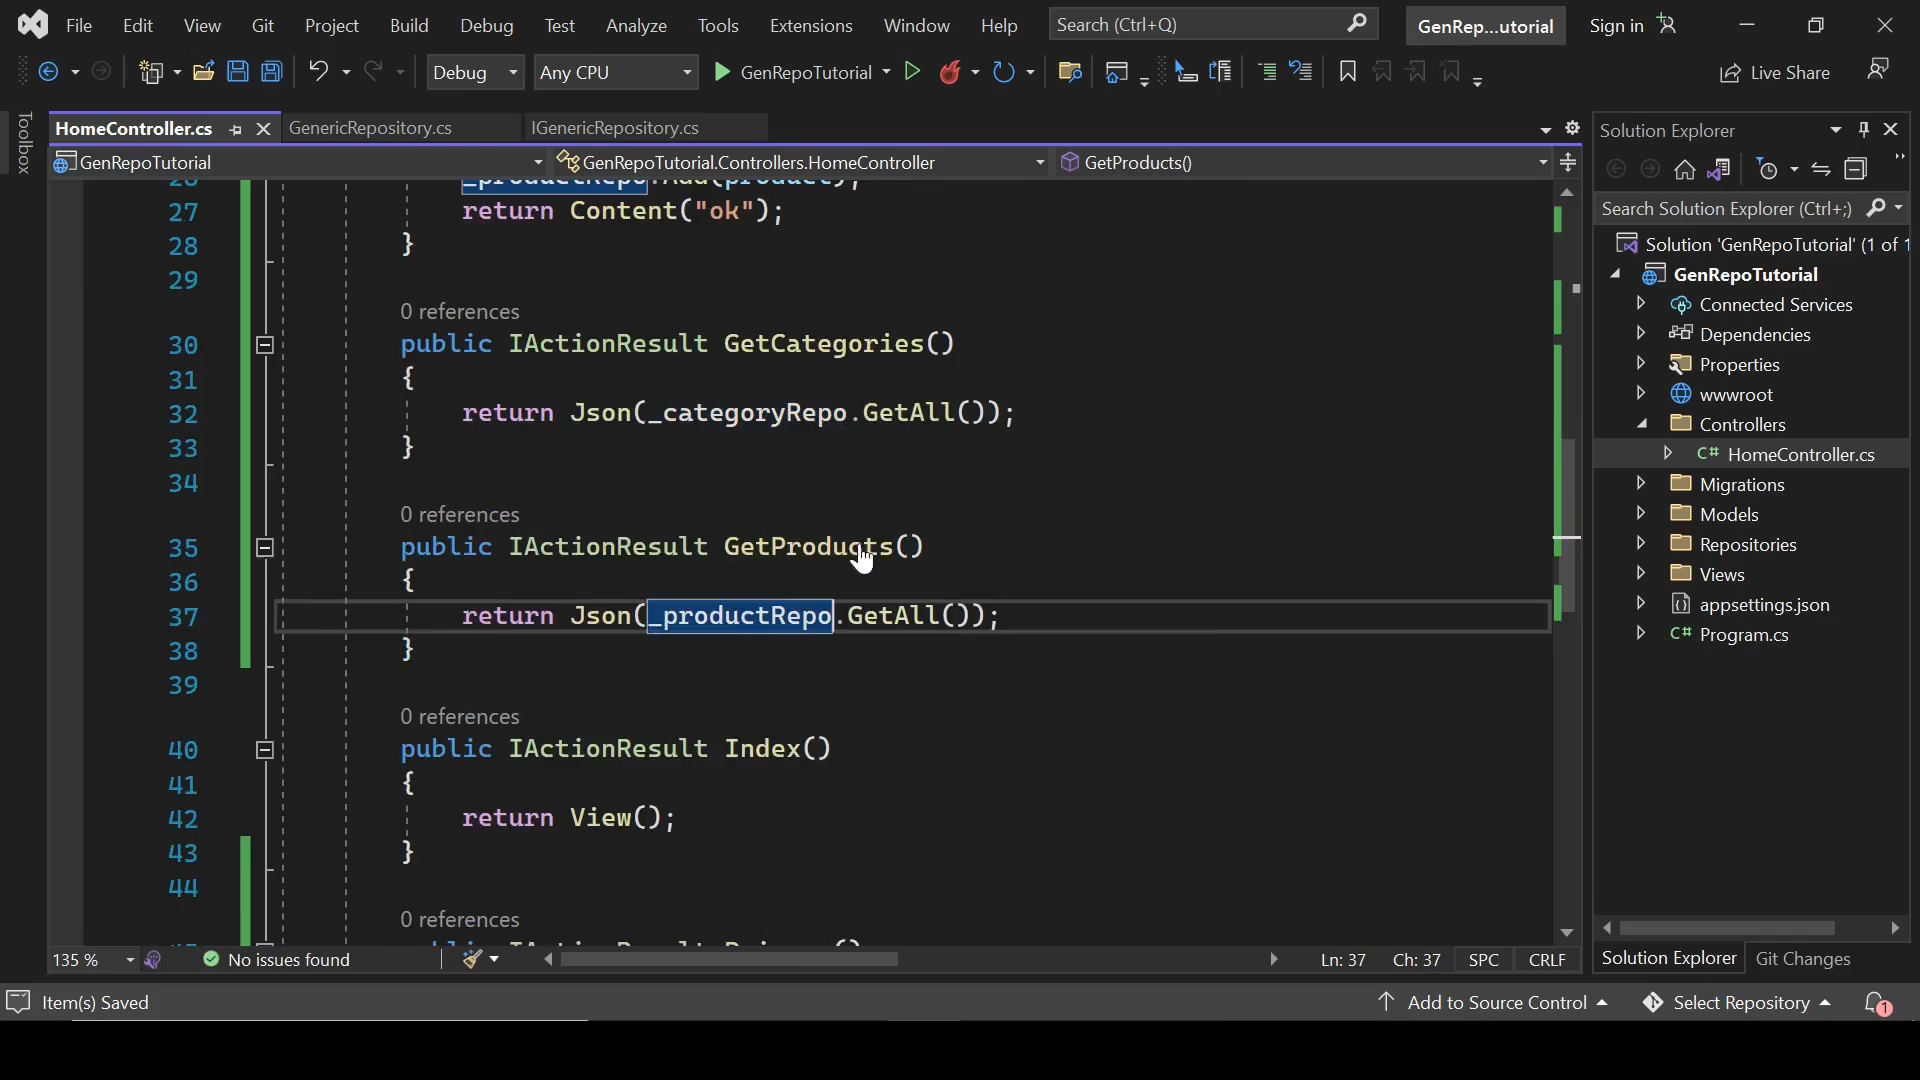 File Edit View Git Project Build Debug Test Analyze Tools Extensions Window Help Search (Ctrl+Q) GenRep...utorial Sign in
Debug Any CPU GenRepoTutorial Live Share
Toolbox
HomeController.cs GenericRepository.cs IGenericRepository.cs
GenRepoTutorial GenRepoTutorial.Controllers.HomeController GetProducts()
26 _productRepo.Add(product);
27 return Content("ok");
28 }
29
0 references
30 public IActionResult GetCategories()
31 {
32 return Json(_categoryRepo.GetAll());
33 }
34
0 references
35 public IActionResult GetProducts()
36 {
37 return Json(_productRepo.GetAll());
38 }
39
0 references
40 public IActionResult Index()
41 {
42 return View();
43 }
44
0 references
135 % No issues found Ln: 37 Ch: 37 SPC CRLF
Solution Explorer
Search Solution Explorer (Ctrl+;)
Solution 'GenRepoTutorial' (1 of 1
GenRepoTutorial
Connected Services
Dependencies
Properties
wwwroot
Controllers
C# HomeController.cs
Migrations
Models
Repositories
Views
appsettings.json
C# Program.cs
Solution Explorer Git Changes
Item(s) Saved Add to Source Control Select Repository 1